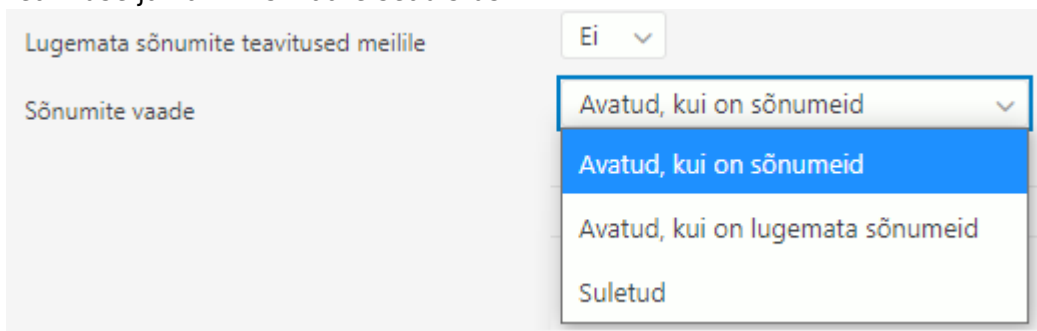 Lugemata sõnumite teavitused meilile Ei
Sõnumite vaade Avatud, kui on sõnumeid
Avatud, kui on sõnumeid
Avatud, kui on lugemata sõnumeid
Suletud